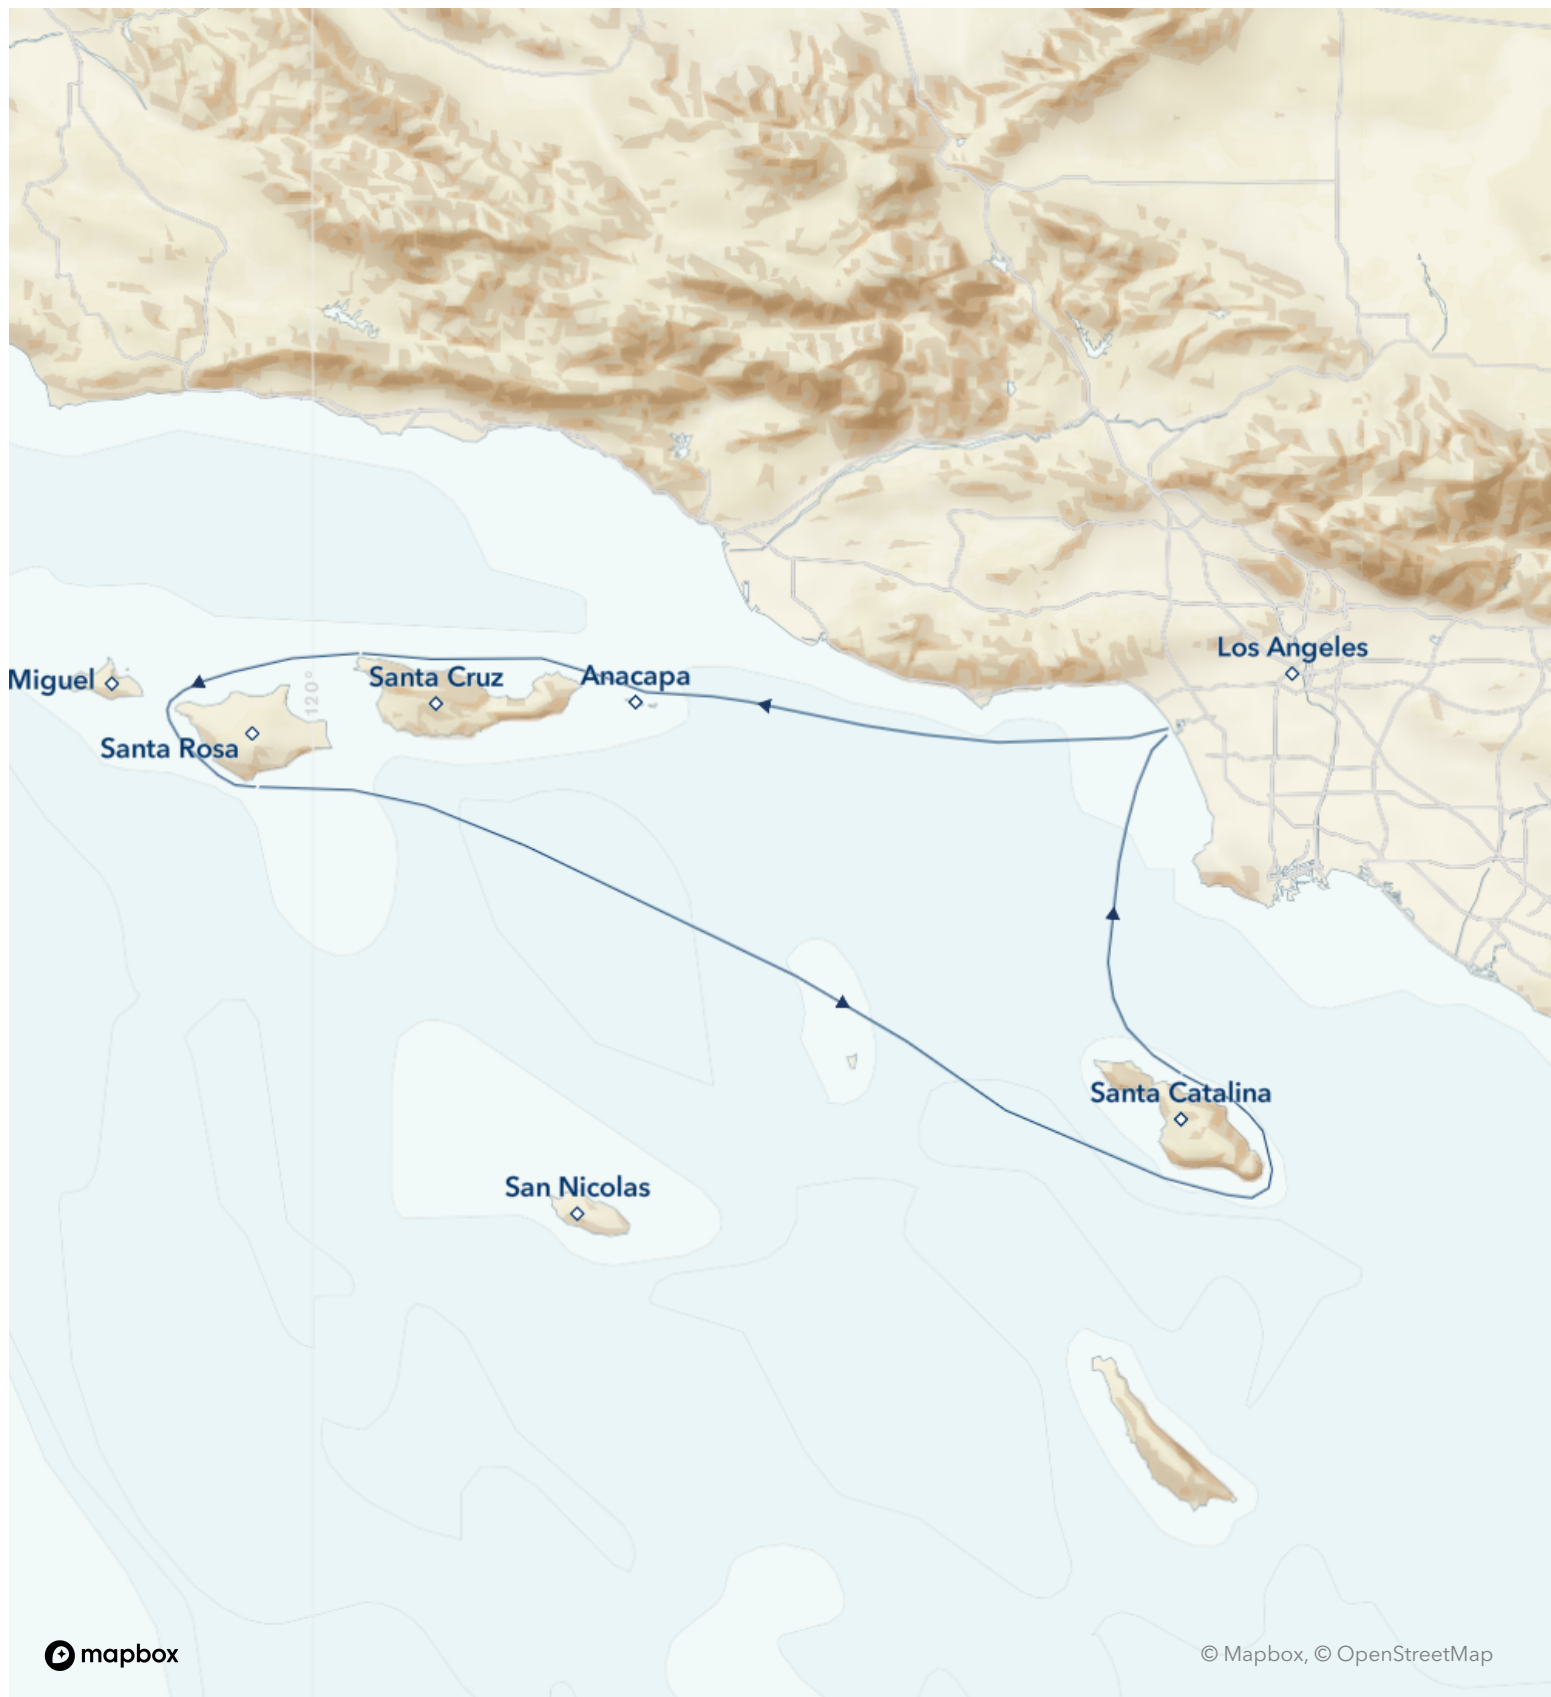 Los Angeles
Miguel
Santa Cruz
Anacapa
120°
Santa Rosa
Santa Catalina
San Nicolas
mapbox
© Mapbox, © OpenStreetMap